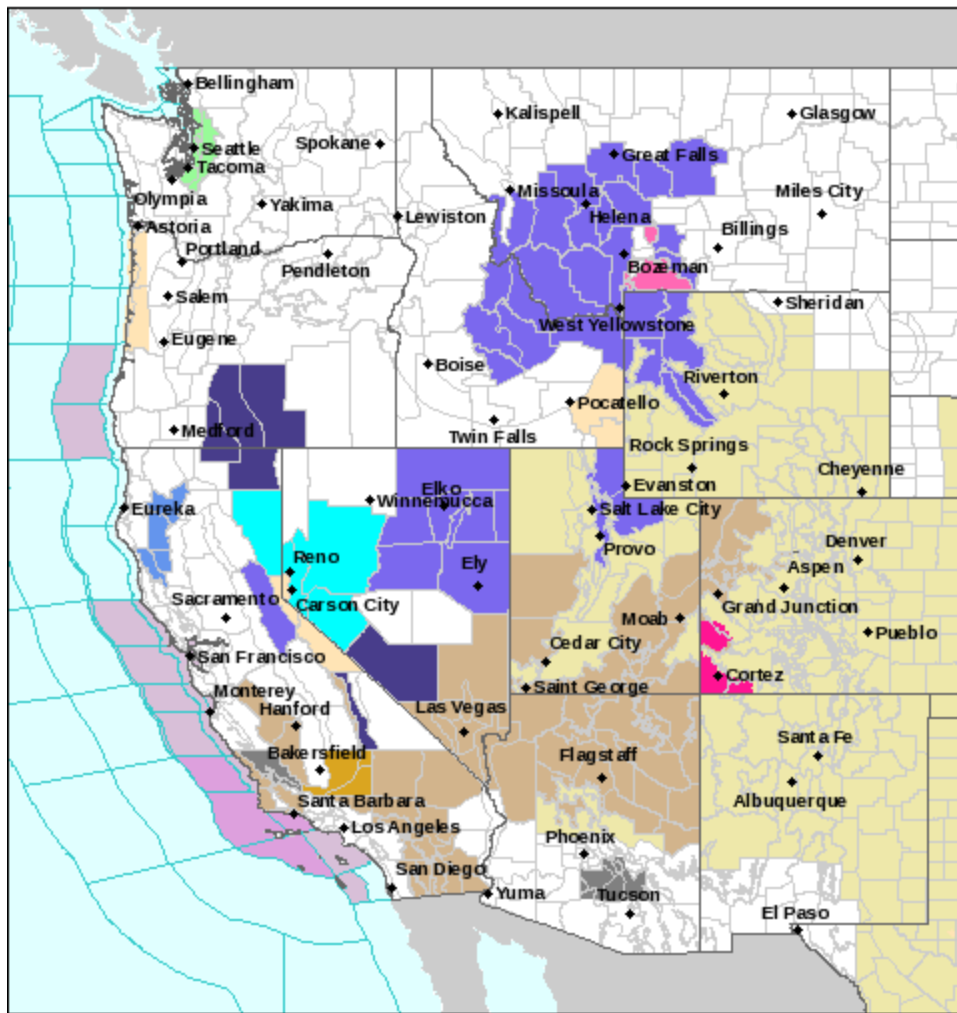 Bellingham
Kalispell
Glasgow
Spokane
Seattle
Great Falls
Tacoma
Missoula
Miles City
Olympia
Yakima
Lewiston
Helena
Astoria
Billings
Portland
Pendleton
Bozeman
Salem
West Yellowstone
Sheridan
Eugene
Boise
Riverton
Pocatello
Medford
Twin Falls
Rock Springs
Cheyenne
Elko
Evanston
Eureka
Winnemucca
Salt Lake City
Denver
Reno
Ely
Provo
Aspen
Sacramento
Carson City
Grand Junction
Moab
Pueblo
San Francisco
Cedar City
Cortez
Monterey
Saint George
Hanford
Las Vegas
Santa Fe
Bakersfield
Flagstaff
Albuquerque
Santa Barbara
Los Angeles
Phoenix
San Diego
Yuma
Tucson
El Paso